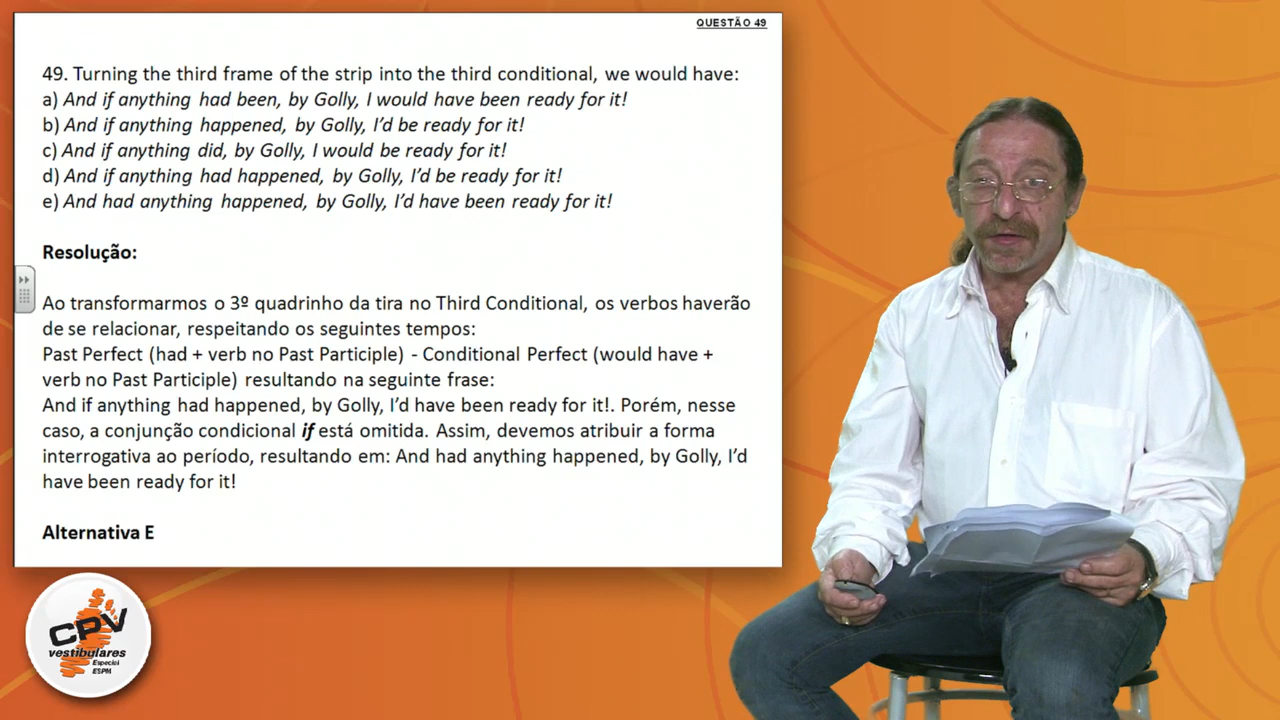 QUESTÃO 49
49. Turning the third frame of the strip into the third conditional, we would have:
a) And if anything had been, by Golly, I would have been ready for it!
b) And if anything happened, by Golly, I'd be ready for it!
c) And if anything did, by Golly, I would be ready for it!
d) And if anything had happened, by Golly, I'd be ready for it!
e) And had anything happened, by Golly, I'd have been ready for it!
Resolução:
Ao transformarmos o 3º quadrinho da tira no Third Conditional, os verbos haverão
de se relacionar, respeitando os seguintes tempos:
Past Perfect (had + verb no Past Participle) - Conditional Perfect (would have +
verb no Past Participle) resultando na seguinte frase:
And if anything had happened, by Golly, I'd have been ready for it!. Porém, nesse
caso, a conjunção condicional if está omitida. Assim, devemos atribuir a forma
interrogativa ao período, resultando em: And had anything happened, by Golly, I'd
have been ready for it!
Alternativa E
CPV
vestibulares
Especial
ESPM